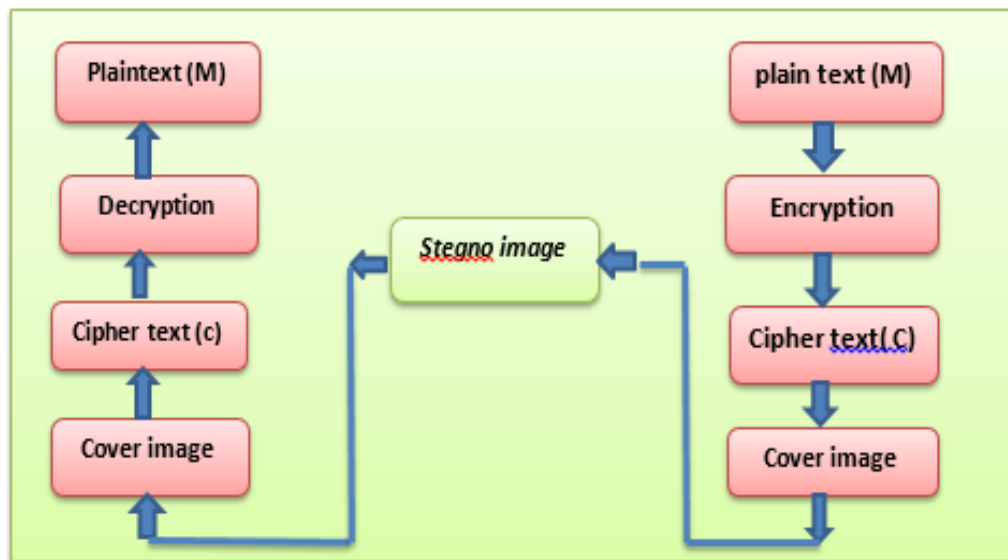 Plaintext (M)
Decryption
Cipher text (c)
Cover image
Stegno image
plain text (M)
Encryption
Cipher text( C)
Cover image